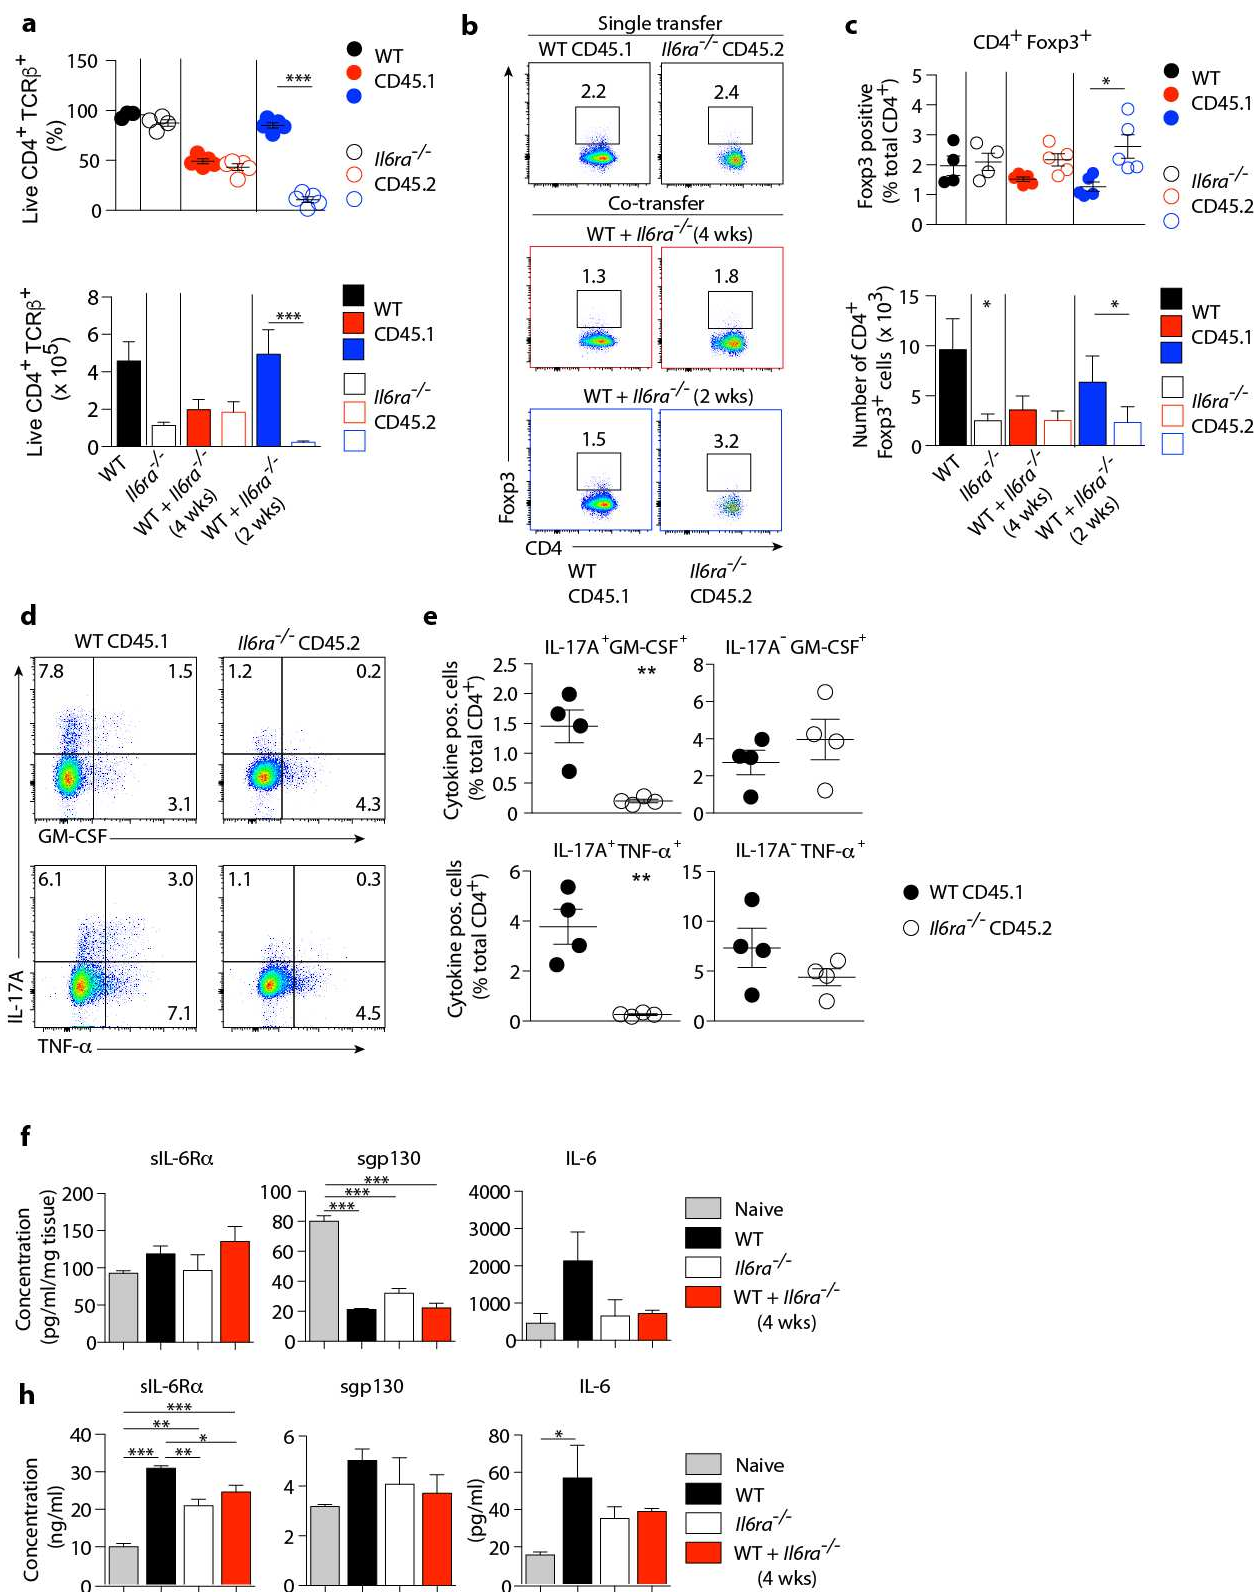 a
Live CD4+ TCRβ+
(%)
150
100
50
0
***
WT
CD45.1
Il6ra-/-
CD45.2
Live CD4+ TCRβ+
(x 105)
8
6
4
2
0
***
WT
CD45.1
Il6ra-/-
CD45.2
WT
Il6ra-/-
WT + Il6ra-/-
(4 wks)
WT + Il6ra-/-
(2 wks)
b
Single transfer
WT CD45.1
Il6ra-/- CD45.2
2.2
2.4
Co-transfer
WT + Il6ra-/- (4 wks)
1.3
1.8
WT + Il6ra-/- (2 wks)
1.5
3.2
Foxp3
CD4
WT
CD45.1
Il6ra-/-
CD45.2
c
CD4+ Foxp3+
Foxp3 positive
(% total CD4+)
5
4
3
2
1
0
*
WT
CD45.1
Il6ra-/-
CD45.2
Number of CD4+
Foxp3+ cells (x 103)
15
10
5
0
*
*
WT
CD45.1
Il6ra-/-
CD45.2
WT
Il6ra-/-
WT + Il6ra-/-
(4 wks)
WT + Il6ra-/-
(2 wks)
d
WT CD45.1
Il6ra-/- CD45.2
7.8
1.5
3.1
1.2
0.2
4.3
GM-CSF
6.1
3.0
7.1
1.1
0.3
4.5
IL-17A
TNF-α
e
IL-17A+GM-CSF+
Cytokine pos. cells
(% total CD4+)
2.5
2.0
1.5
1.0
0.5
0
**
IL-17A- GM-CSF+
8
6
4
2
0
IL-17A+TNF-α+
Cytokine pos. cells
(% total CD4+)
6
4
2
0
**
IL-17A- TNF-α+
15
10
5
0
WT CD45.1
Il6ra-/- CD45.2
f
sIL-6Rα
Concentration
(pg/ml/mg tissue)
200
150
100
50
0
sgp130
100
80
60
40
20
0
***
***
***
IL-6
4000
3000
2000
1000
0
Naive
WT
Il6ra-/-
WT + Il6ra-/-
(4 wks)
h
sIL-6Rα
Concentration
(ng/ml)
40
30
20
10
0
***
**
*
***
**
sgp130
6
4
2
0
IL-6
(pg/ml)
80
60
40
20
0
*
Naive
WT
Il6ra-/-
WT + Il6ra-/-
(4 wks)